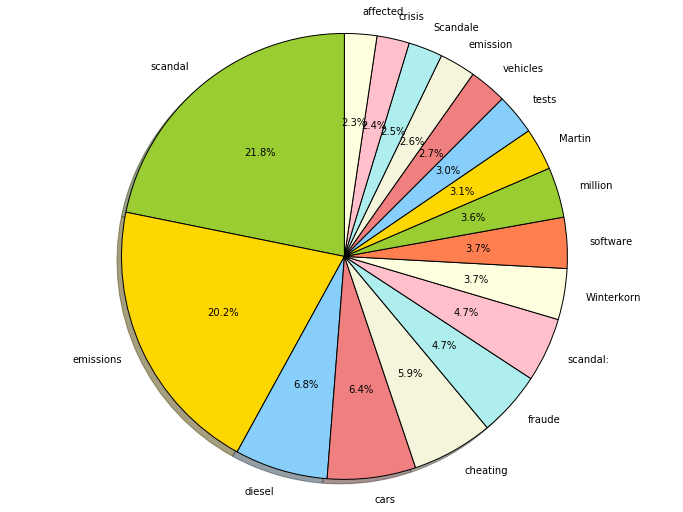 scandal
21.8%
emissions
20.2%
diesel
6.8%
cars
6.4%
cheating
5.9%
fraude
4.7%
scandal:
4.7%
Winterkorn
3.7%
software
3.7%
million
3.6%
Martin
3.1%
tests
3.0%
vehicles
2.7%
emission
2.6%
Scandale
2.5%
crisis
2.4%
affected
2.3%